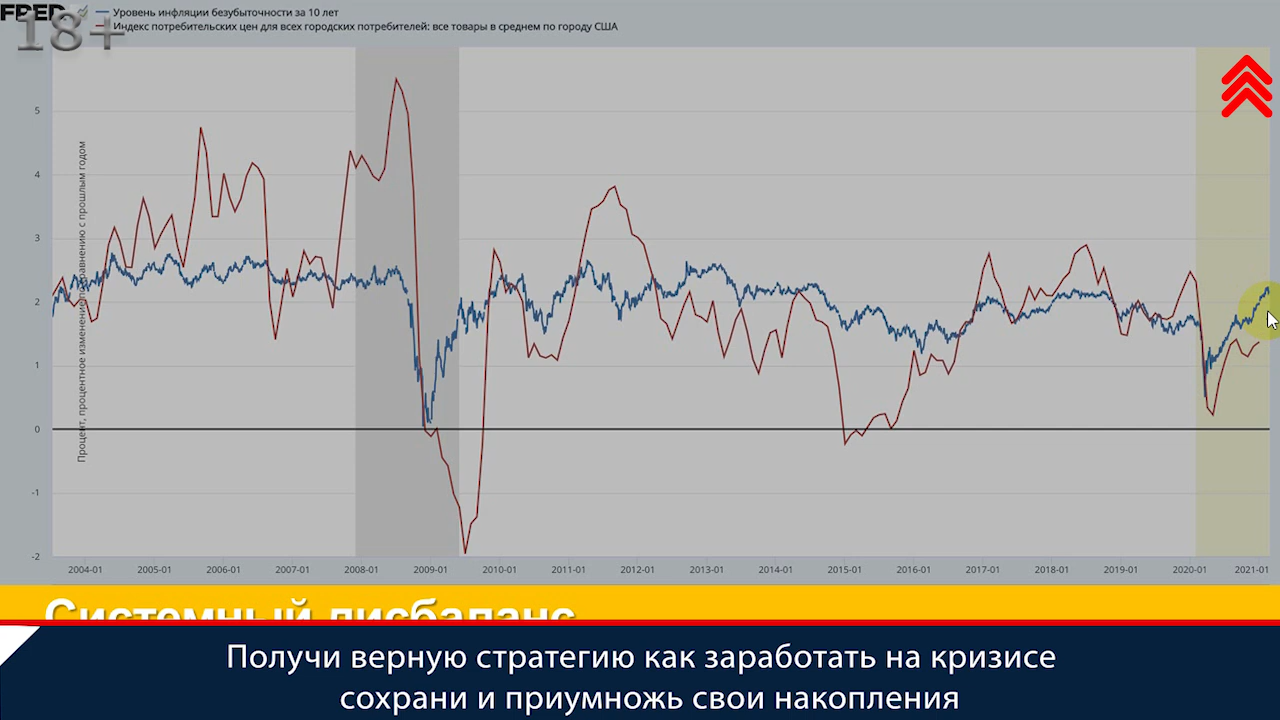 FRED
18+
Уровень инфляции безубыточности за 10 лет
Индекс потребительских цен для всех городских потребителей: все товары в среднем по городу США
Процент, процентное изменение по сравнению с прошлым годом
5
4
3
2
1
0
-1
-2
2004-01 2005-01 2006-01 2007-01 2008-01 2009-01 2010-01 2011-01 2012-01 2013-01 2014-01 2015-01 2016-01 2017-01 2018-01 2019-01 2020-01 2021-01
Системный дисбаланс
Получи верную стратегию как заработать на кризисе
сохрани и приумножь свои накопления